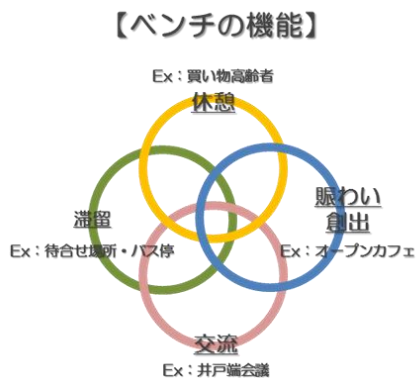 【ベンチの機能】
Ex：買い物高齢者
休憩
賑わい
創出
滞留
Ex：待合せ場所・バス停
Ex：オープンカフェ
交流
Ex：井戸端会議